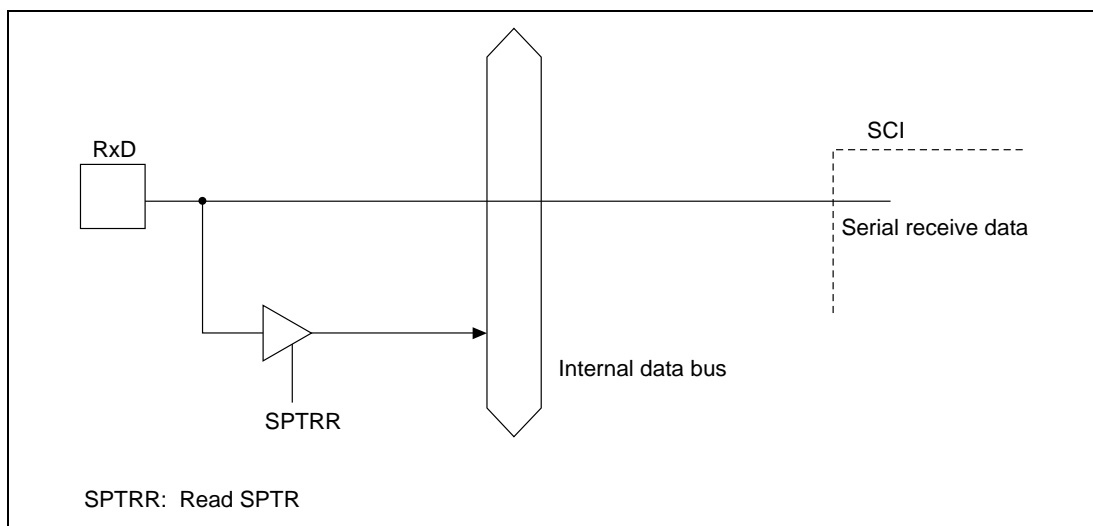 SCI
RxD
Serial receive data
Internal data bus
SPTRR
SPTRR: Read SPTR